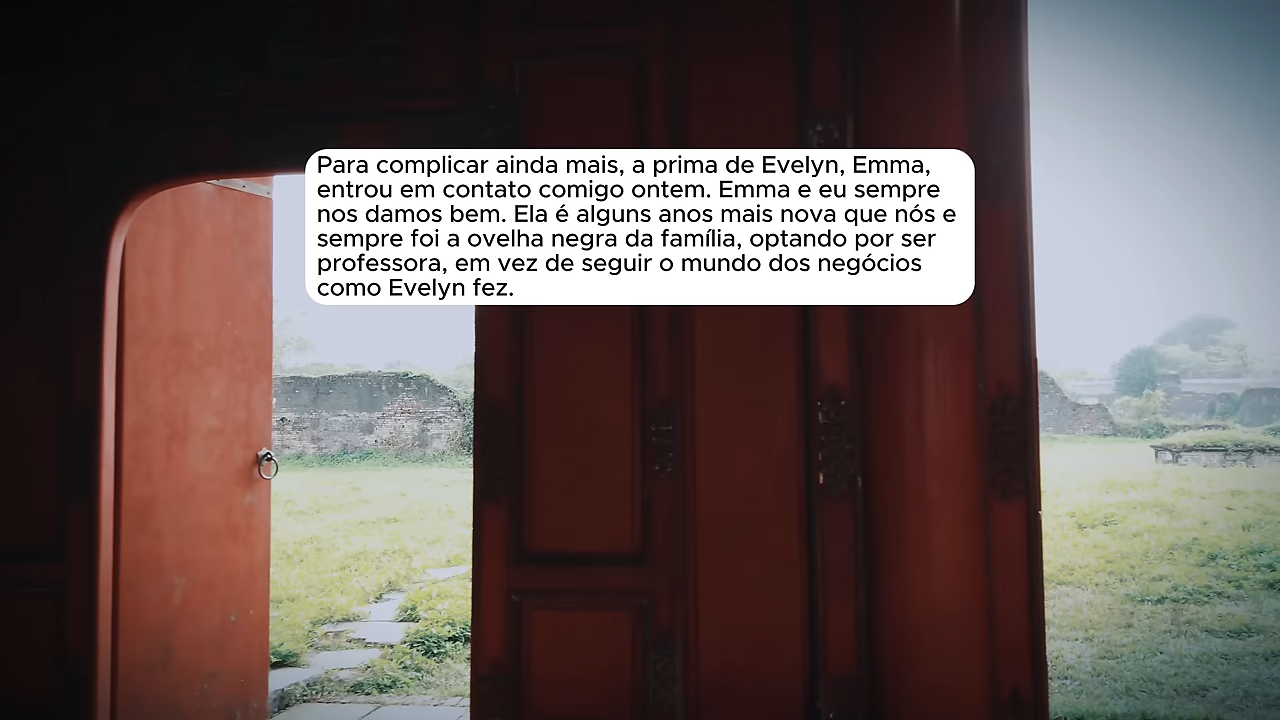 Para complicar ainda mais, a prima de Evelyn, Emma,
entrou em contato comigo ontem. Emma e eu sempre
nos damos bem. Ela é alguns anos mais nova que nós e
sempre foi a ovelha negra da família, optando por ser
professora, em vez de seguir o mundo dos negócios
como Evelyn fez.